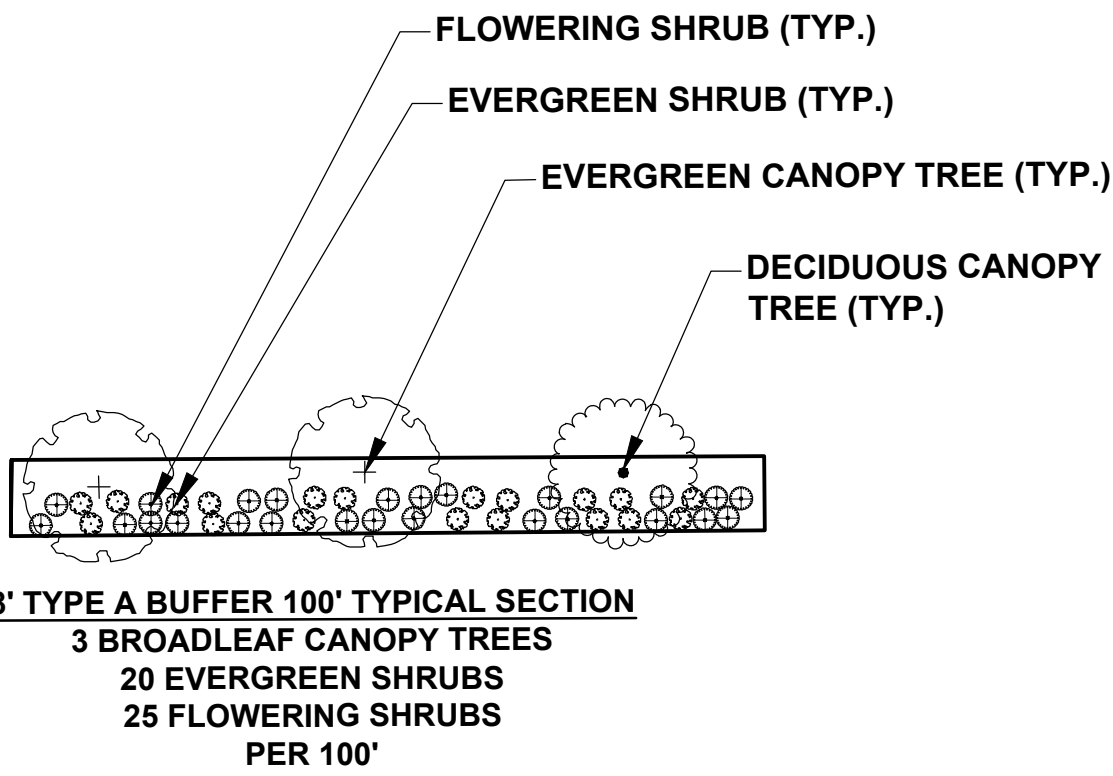 FLOWERING SHRUB (TYP.)
EVERGREEN SHRUB (TYP.)
EVERGREEN CANOPY TREE (TYP.)
DECIDUOUS CANOPY
TREE (TYP.)
8' TYPE A BUFFER 100' TYPICAL SECTION
3 BROADLEAF CANOPY TREES
20 EVERGREEN SHRUBS
25 FLOWERING SHRUBS
PER 100'